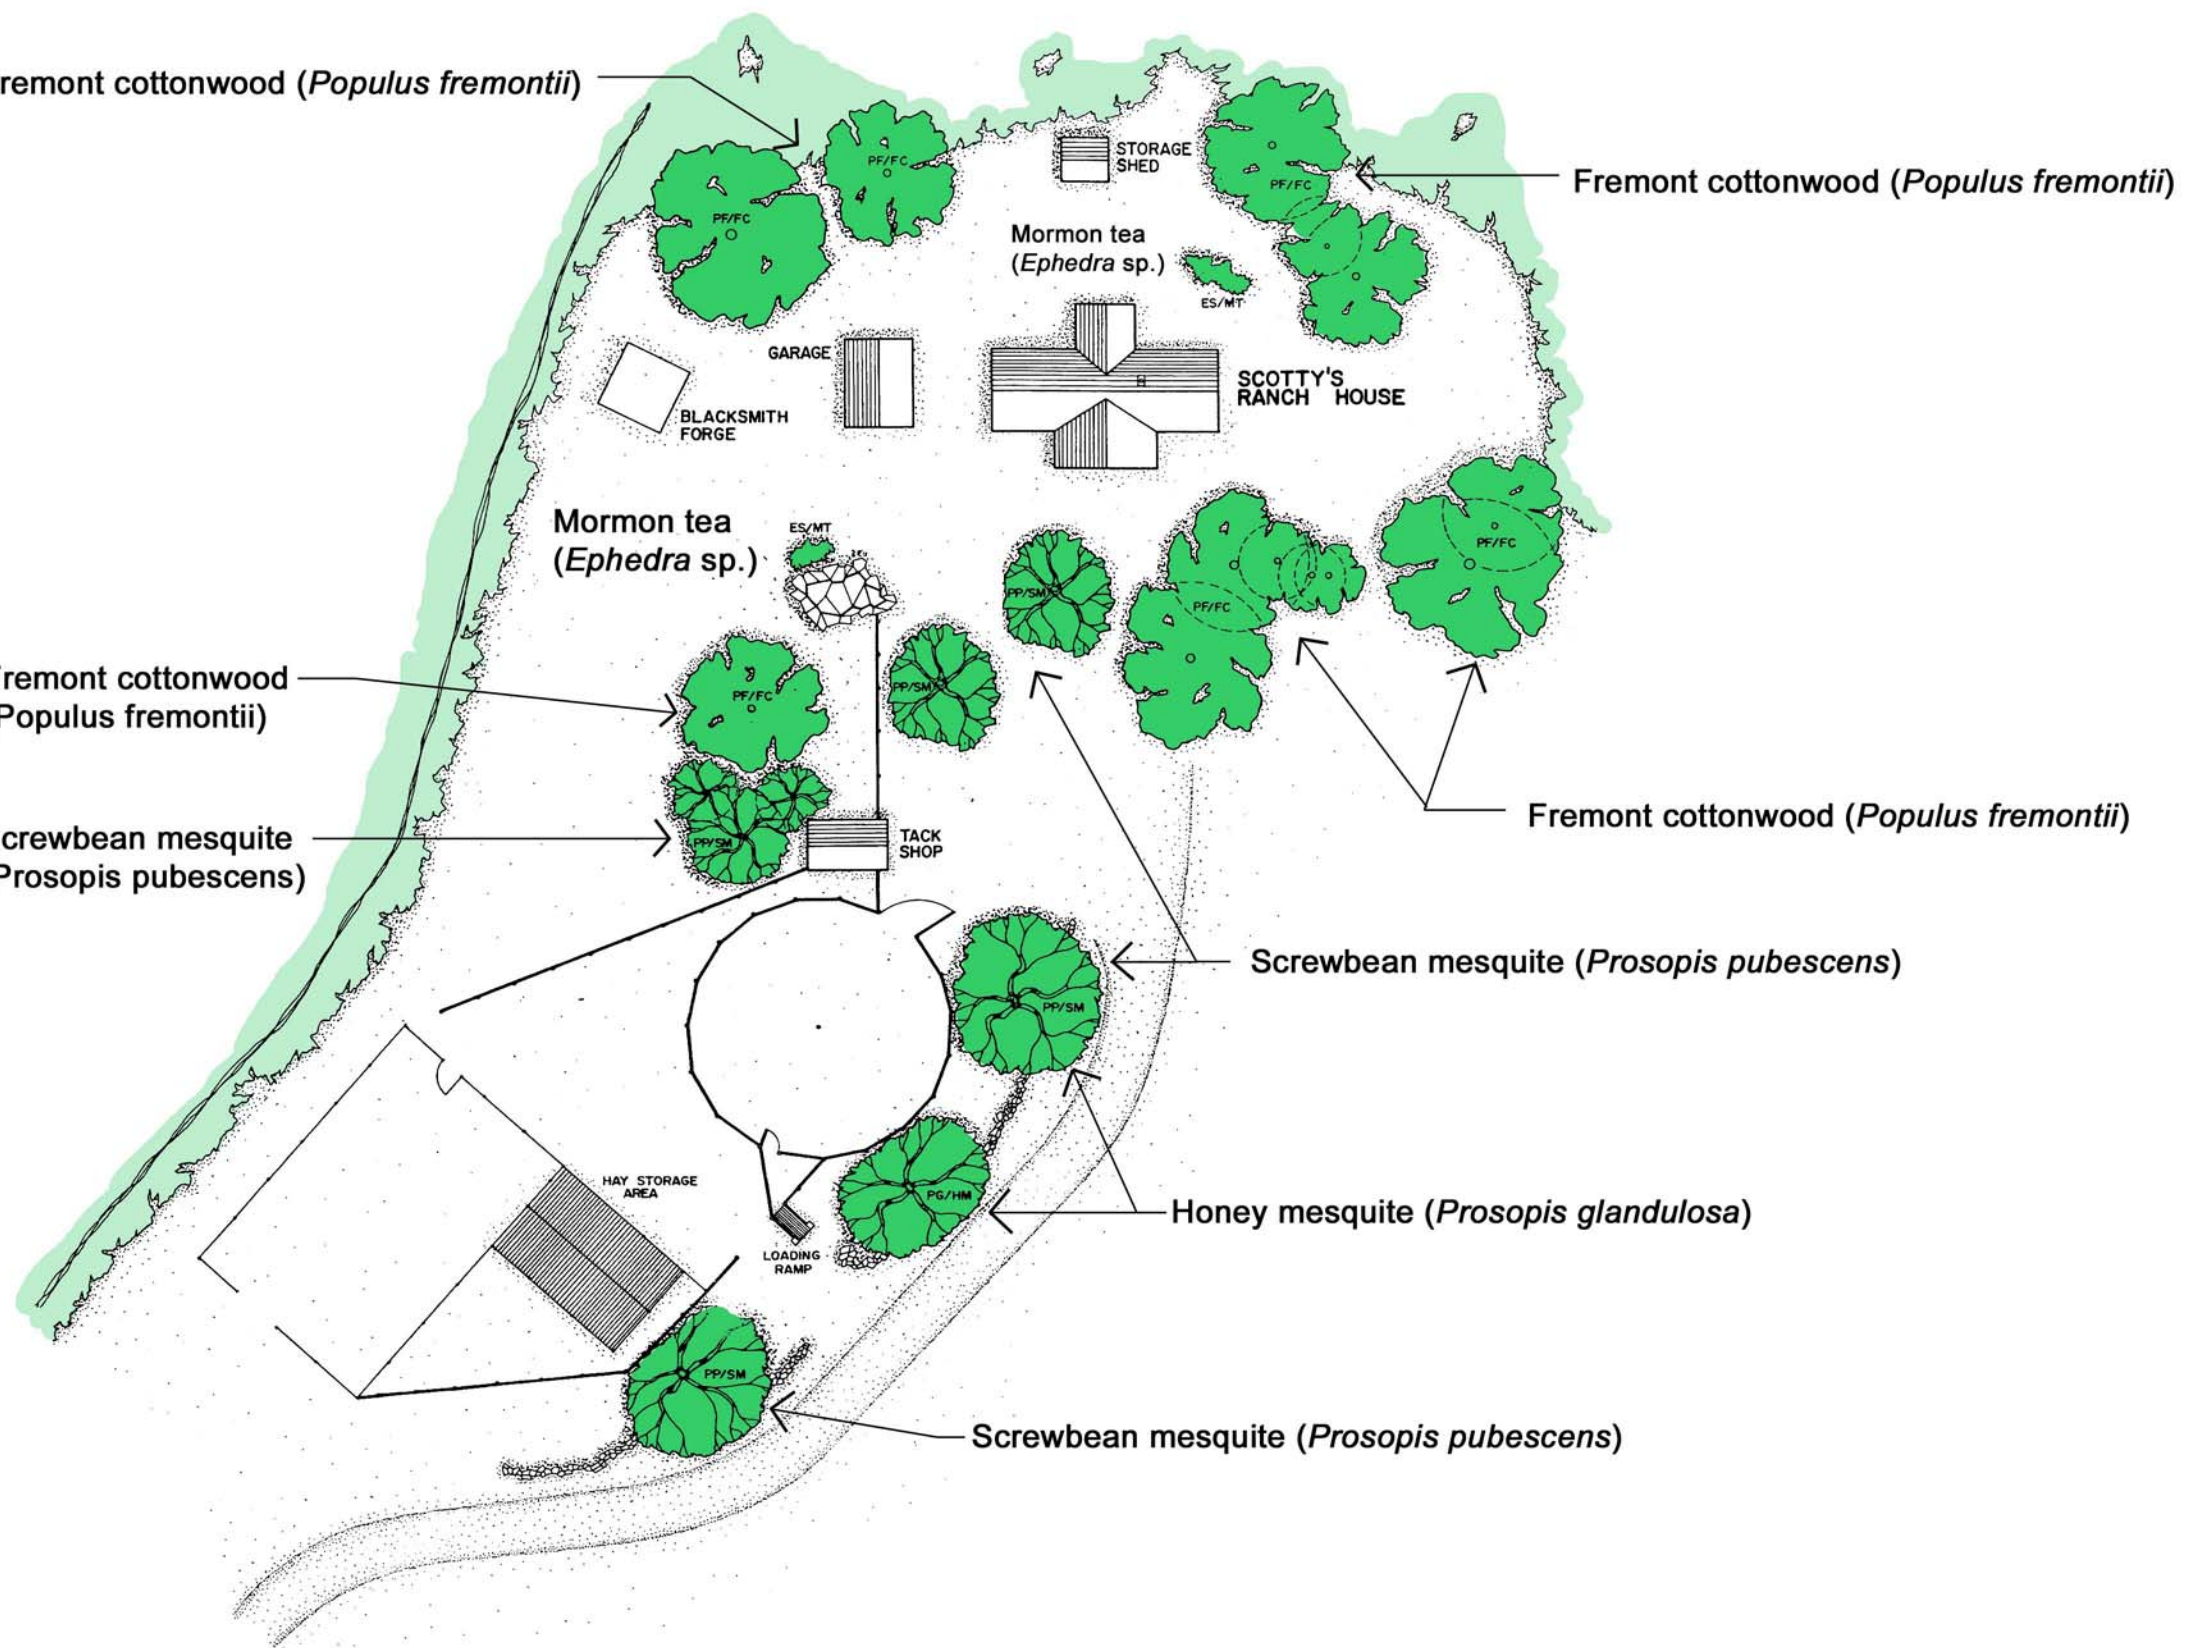 remont cottonwood (Populus fremontii)
PF/FC
STORAGE
SHED
PF/FC
Fremont cottonwood (Populus fremontii)
PF/FC
Mormon tea
(Ephedra sp.)
ES/MT
GARAGE
SCOTTY'S
RANCH HOUSE
BLACKSMITH
FORGE
Mormon tea
(Ephedra sp.)
ES/MT
PF/FC
PP/SM
PF/FC
remont cottonwood
Populus fremontii)
PF/FC
PP/SM
Fremont cottonwood (Populus fremontii)
crewbean mesquite
Prosopis pubescens)
PP/SM
TACK
SHOP
Screwbean mesquite (Prosopis pubescens)
PP/SM
HAY STORAGE
AREA
PG/HM
Honey mesquite (Prosopis glandulosa)
LOADING
RAMP
PP/SM
Screwbean mesquite (Prosopis pubescens)